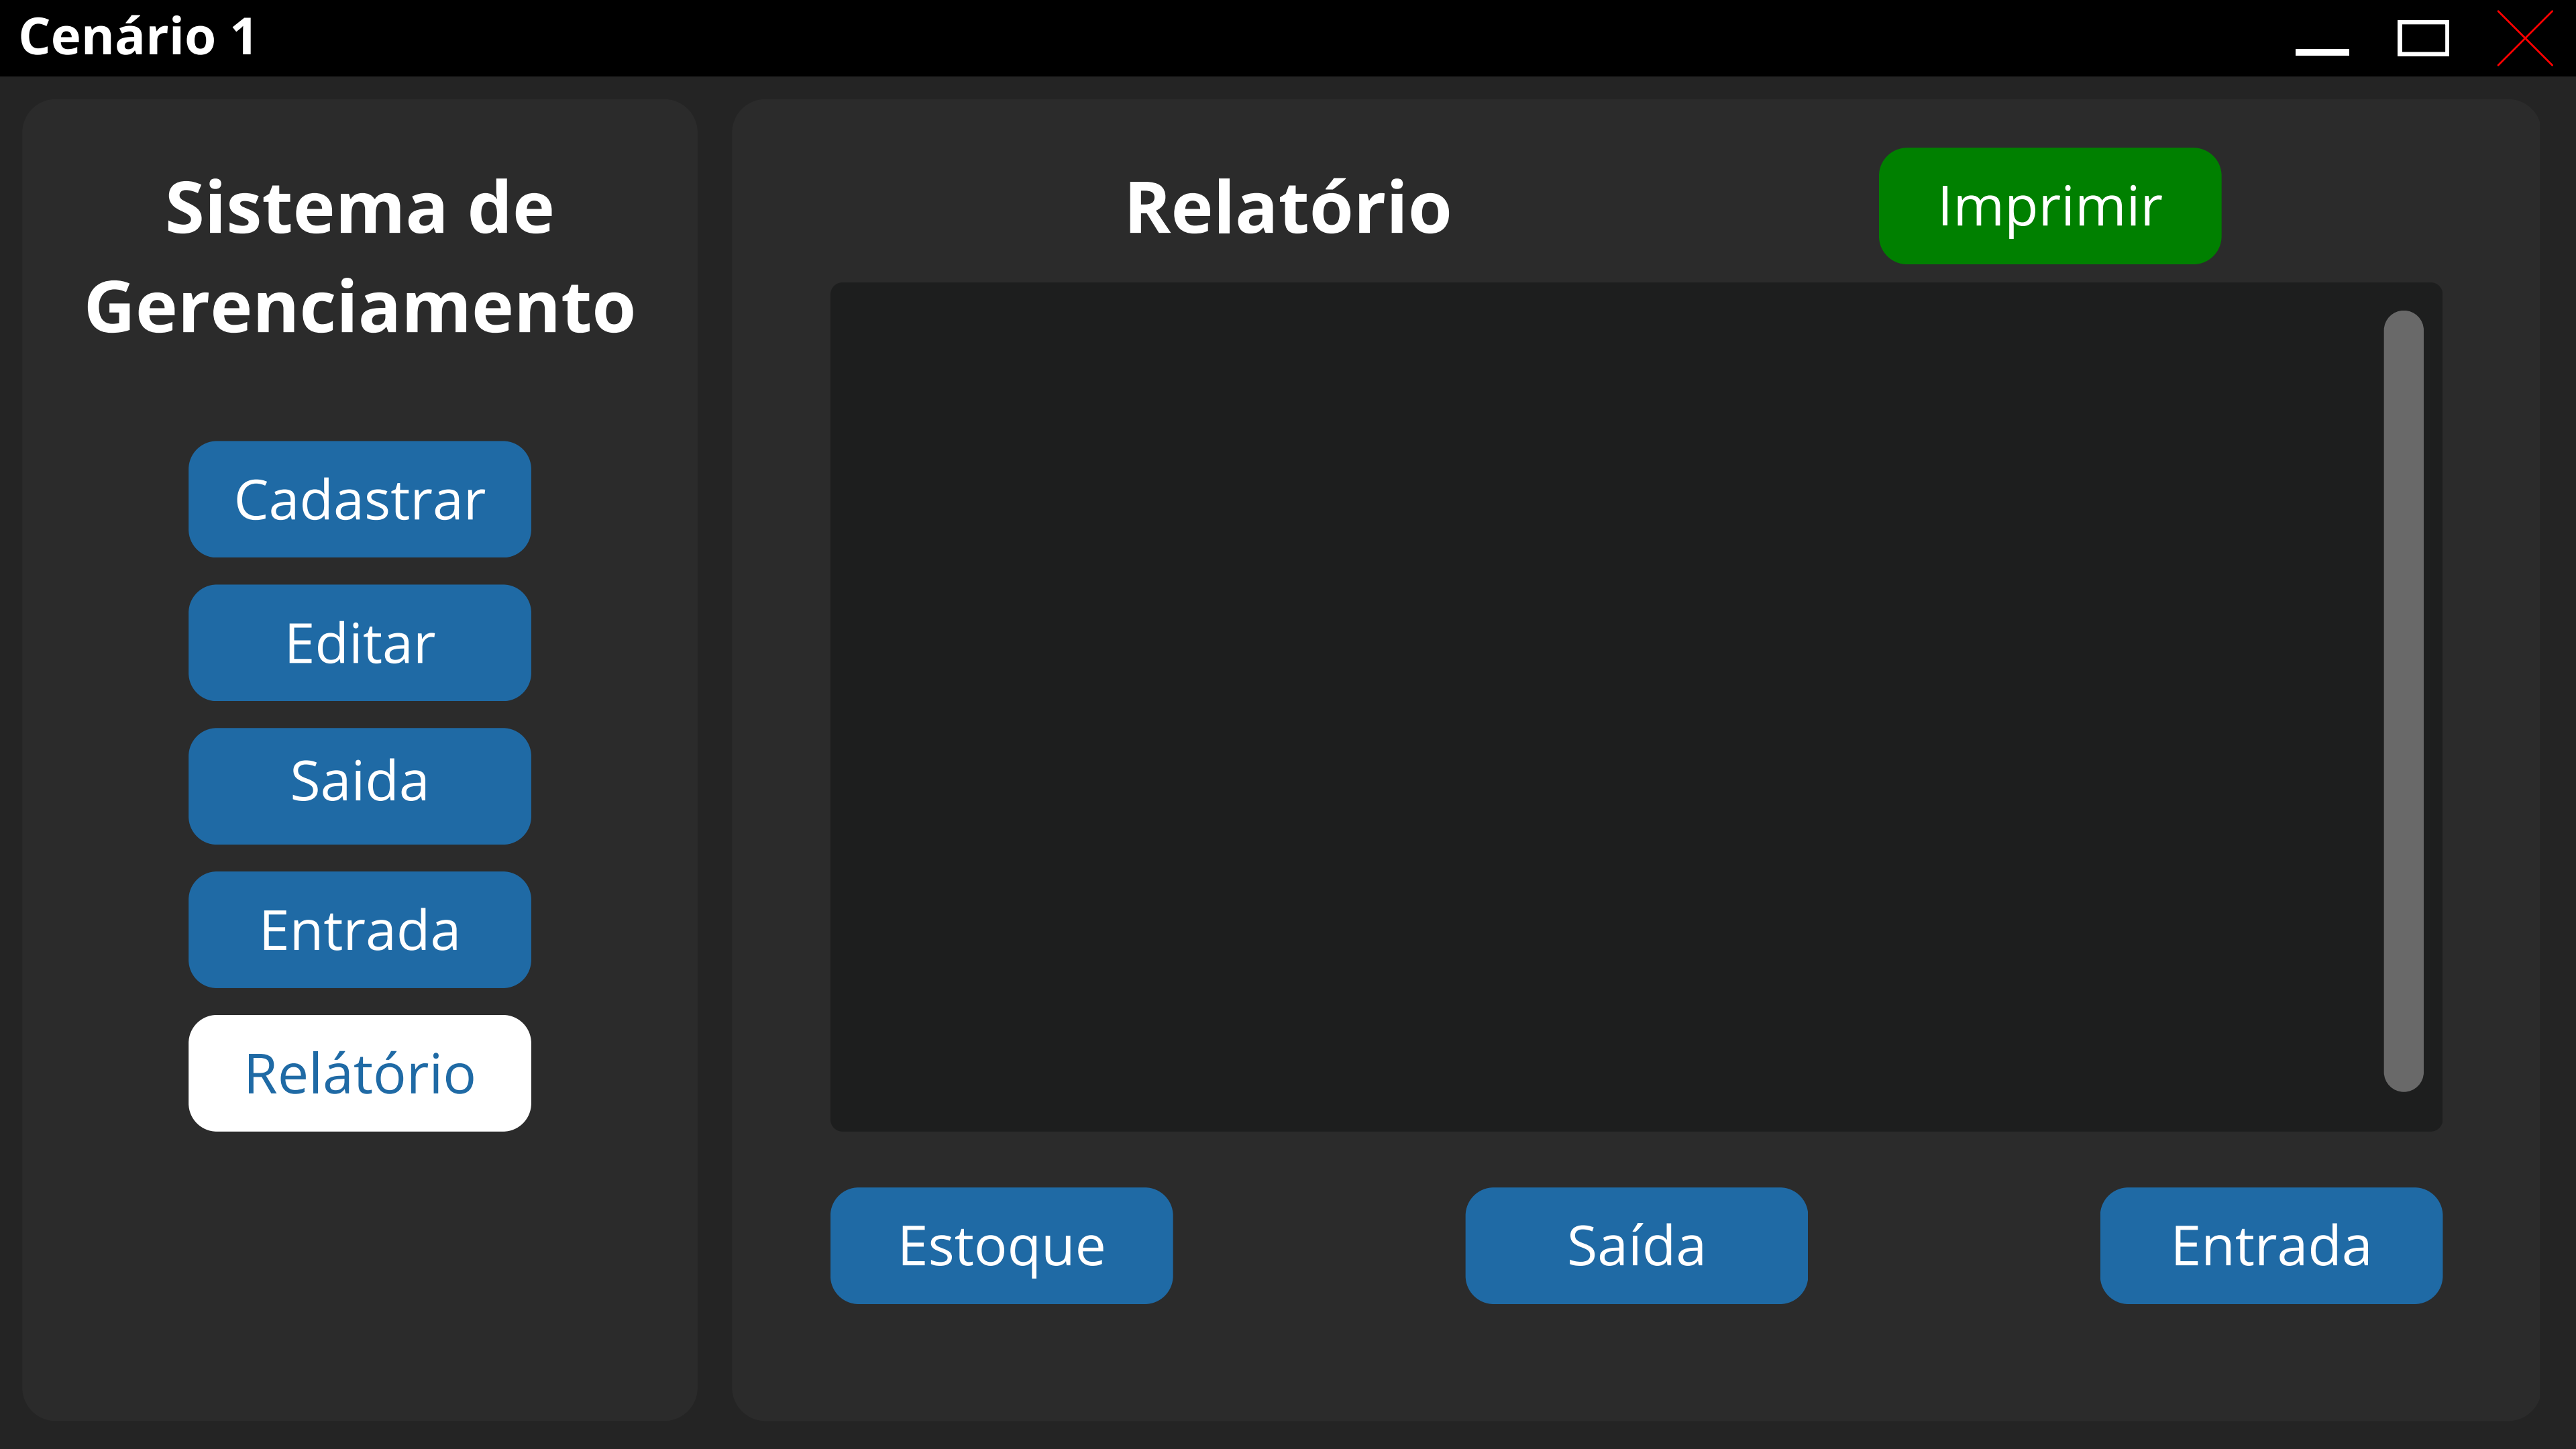 Cenário 1
Sistema de
Gerenciamento
Cadastrar
Editar
Saida
Entrada
Relátório
Relatório
Imprimir
Estoque
Saída
Entrada